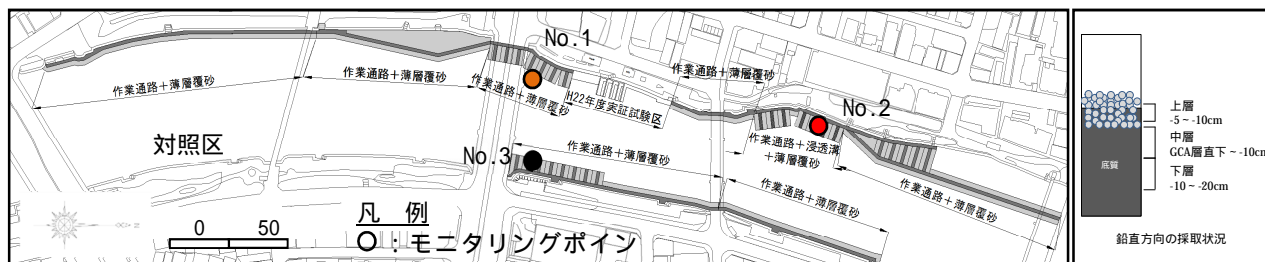 No.1
作業通路+薄層覆砂
作業通路+薄層覆砂
作業通路+薄層覆砂
作業通路+薄層覆砂
H22年度実証試験区
No.2
対照区
No.3
作業通路+薄層覆砂
作業通路+浸透溝
+薄層覆砂
作業通路+薄層覆砂
作業通路+薄層覆砂
凡 例
0 50
:モニタリングポイン
上層
-5~-10cm
中層
GCA層直下~-10cm
底質
下層
-10~-20cm
鉛直方向の採取状況